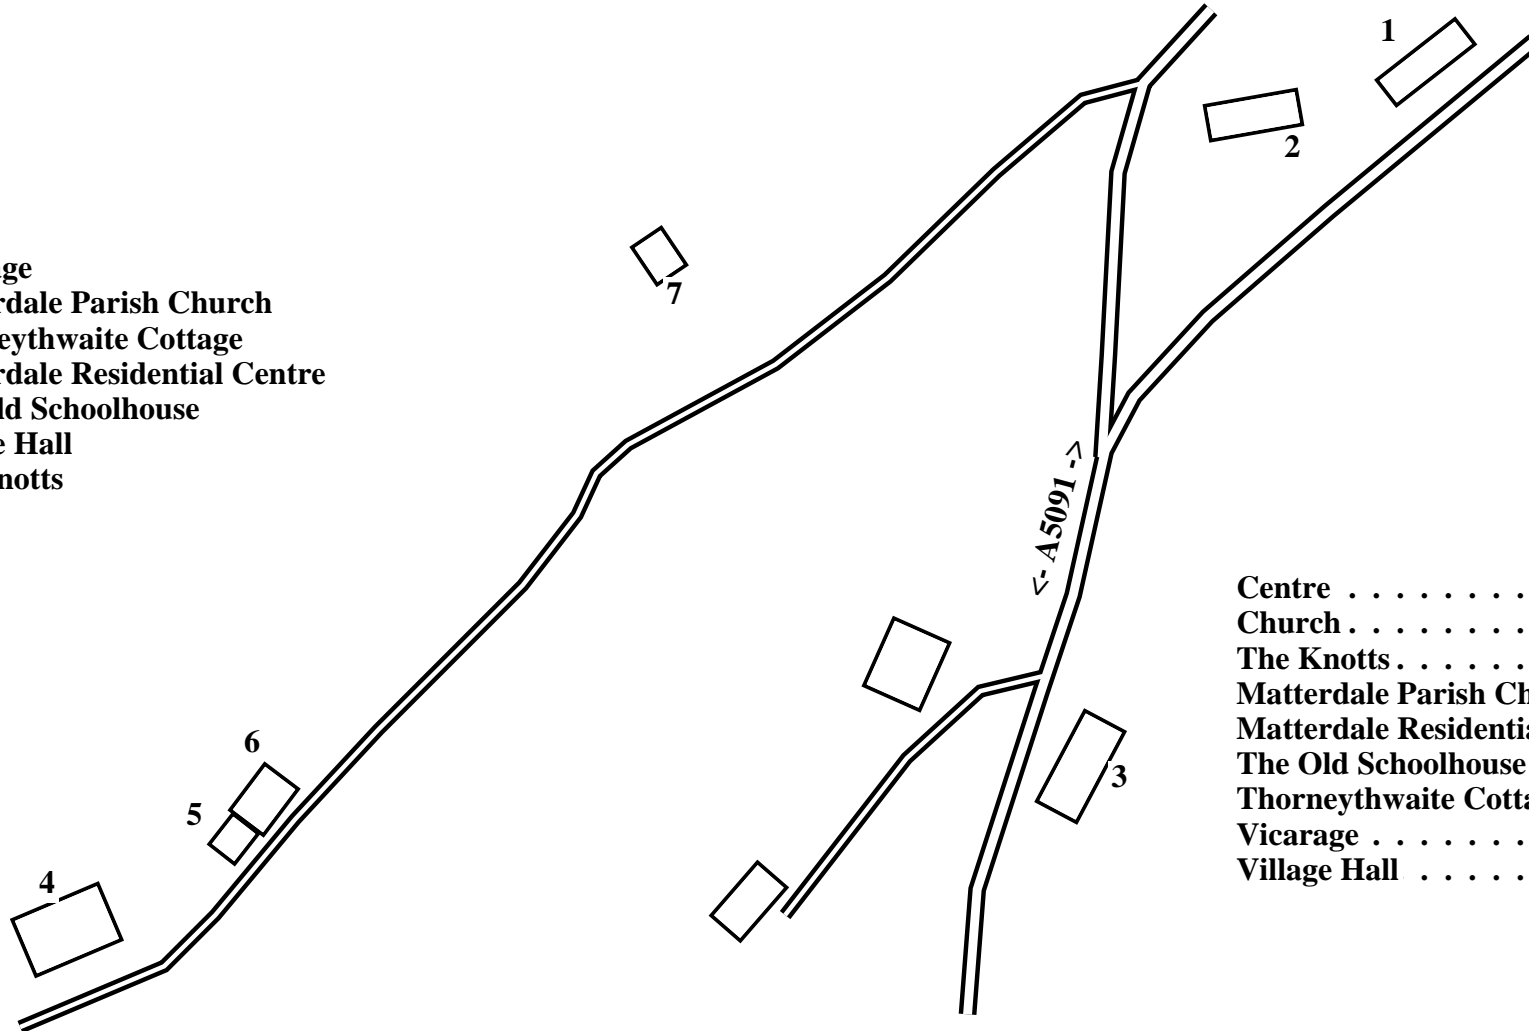 1
2
7
ge
rdale Parish Church
eythwaite Cottage
rdale Residential Centre
ld Schoolhouse
e Hall
notts
<- A5091 ->
Centre . . . . . . . .
Church . . . . . . . .
The Knotts . . . . . .
Matterdale Parish Ch
Matterdale Residentia
The Old Schoolhouse
Thorneythwaite Cotta
Vicarage . . . . . . .
Village Hall . . . . .
6
5
3
4